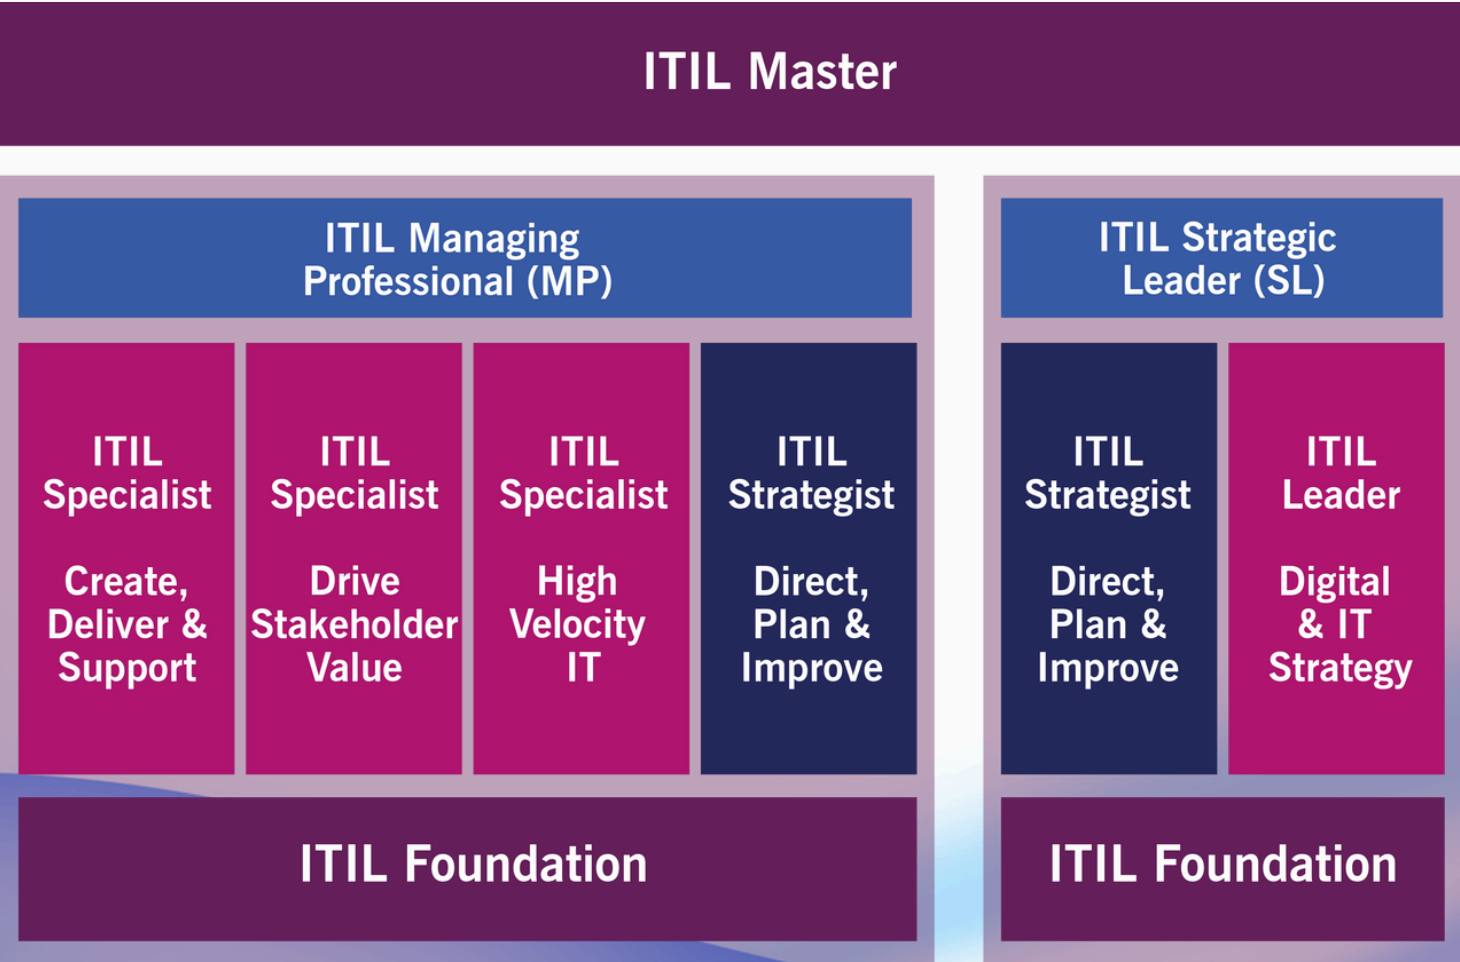 ITIL Master
ITIL Managing
Professional (MP)
ITIL Strategic
Leader (SL)
ITIL
Specialist
Create,
Deliver &
Support
ITIL
Specialist
Drive
Stakeholder
Value
ITIL
Specialist
High
Velocity
IT
ITIL
Strategist
Direct,
Plan &
Improve
ITIL
Strategist
Direct,
Plan &
Improve
ITIL
Leader
Digital
& IT
Strategy
ITIL Foundation
ITIL Foundation